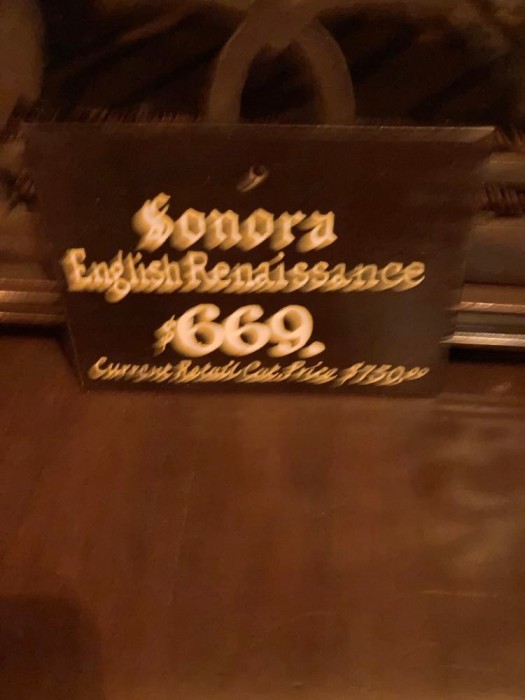 Sonora
English Renaissance
$669.
Current Retail Cat. Price $750.00